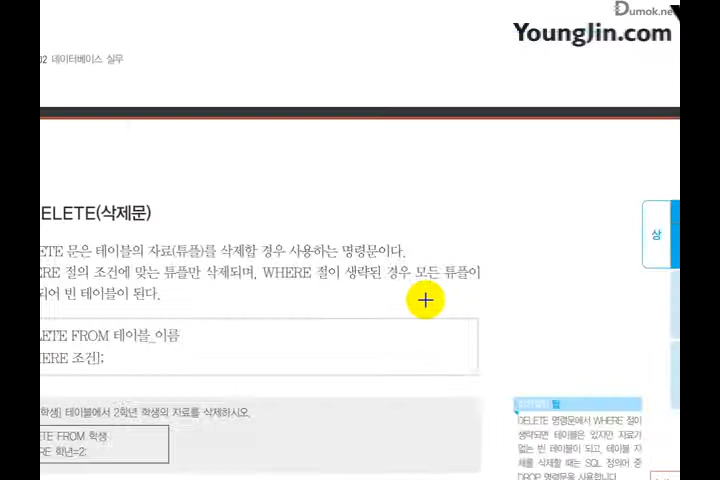 Dumok.ne
YoungJin.com
02 데이터베이스 실무
ELETE(삭제문)
상
ETE 문은 테이블의 자료(튜플)를 삭제할 경우 사용하는 명령문이다.
ERE 절의 조건에 맞는 튜플만 삭제되며, WHERE 절이 생략된 경우 모든 튜플이
되어 빈 테이블이 된다.
LETE FROM 테이블_이름
HERE 조건];
학생] 테이블에서 2학년 학생의 자료를 삭제하시오.
TE FROM 학생
RE 학년=2;
DELETE 명령문에서 WHERE 절이
생략되면 테이블은 있지만 자료가
없는 빈 테이블이 되고, 테이블 자
체를 삭제할 때는 SQL 정의어 중
DROP 명령문을 사용합니다.